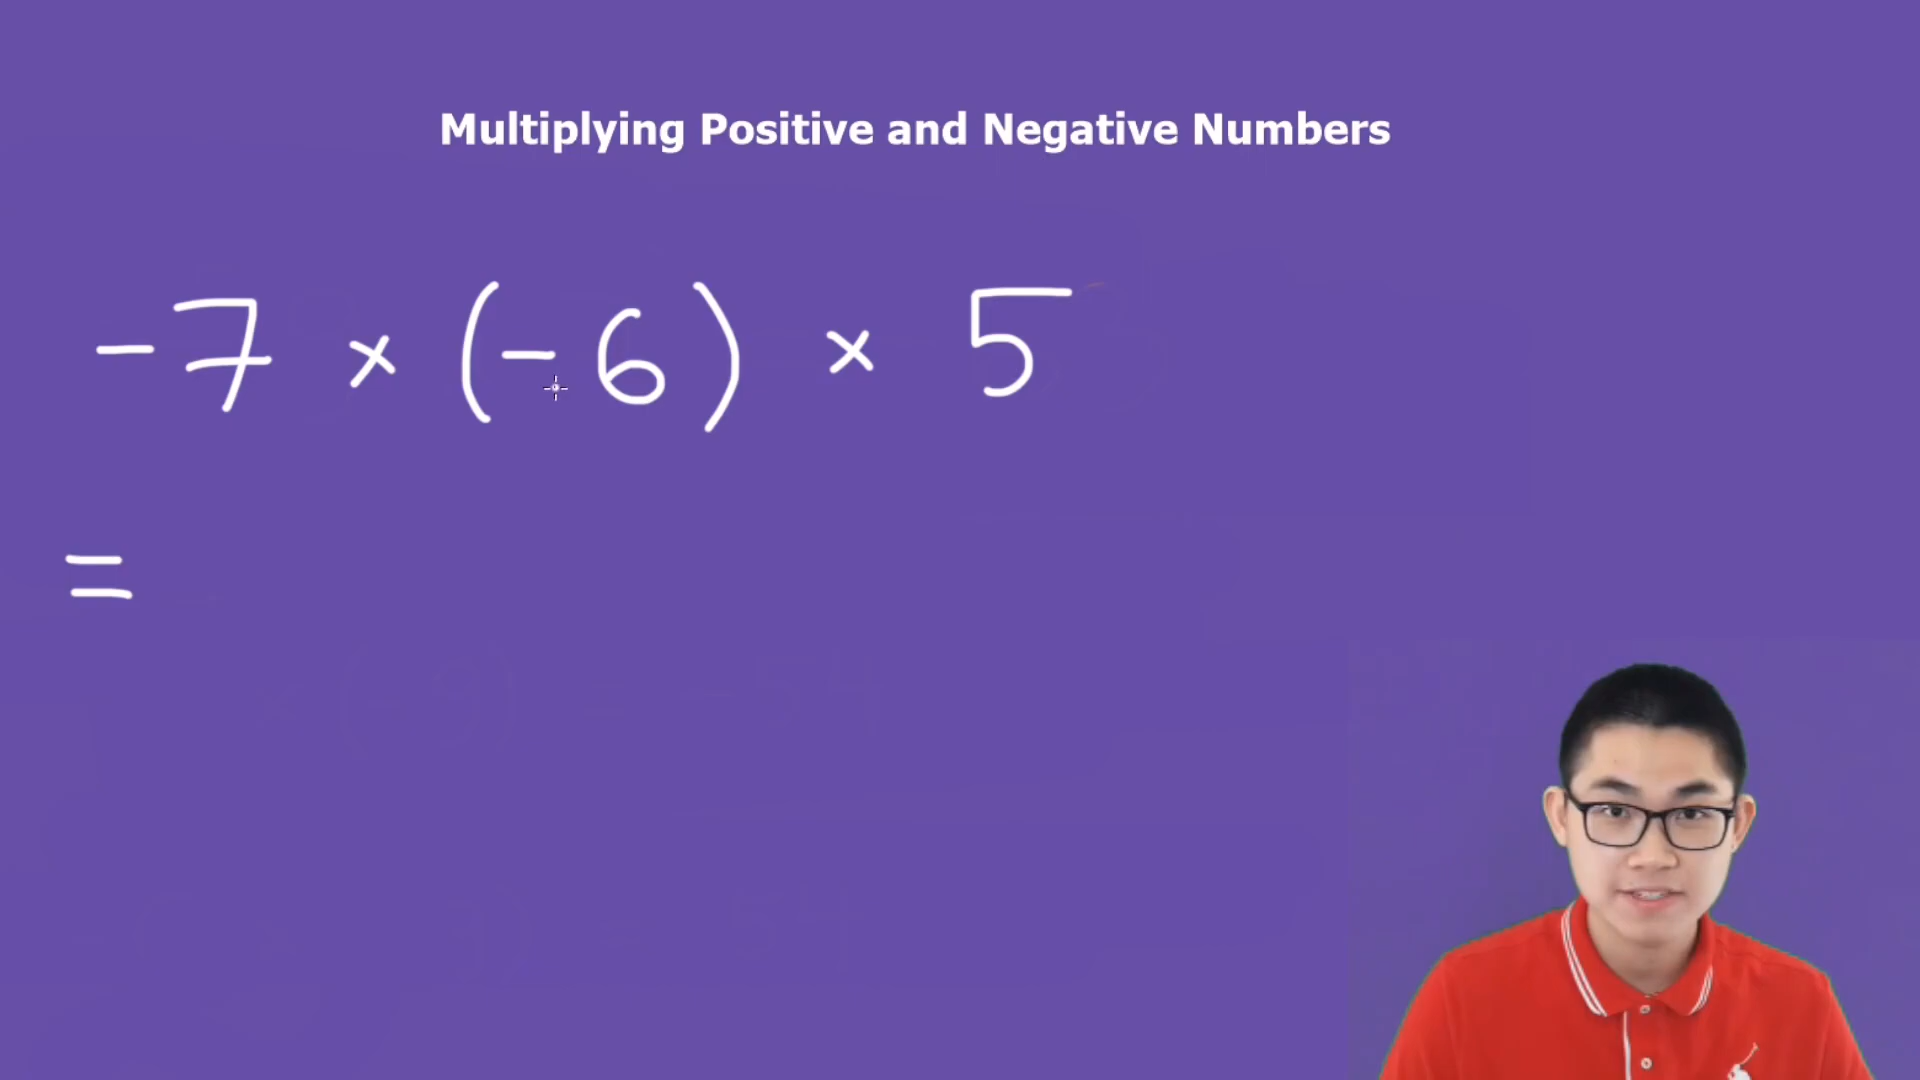 Multiplying Positive and Negative Numbers
-7 × (-6) × 5
=